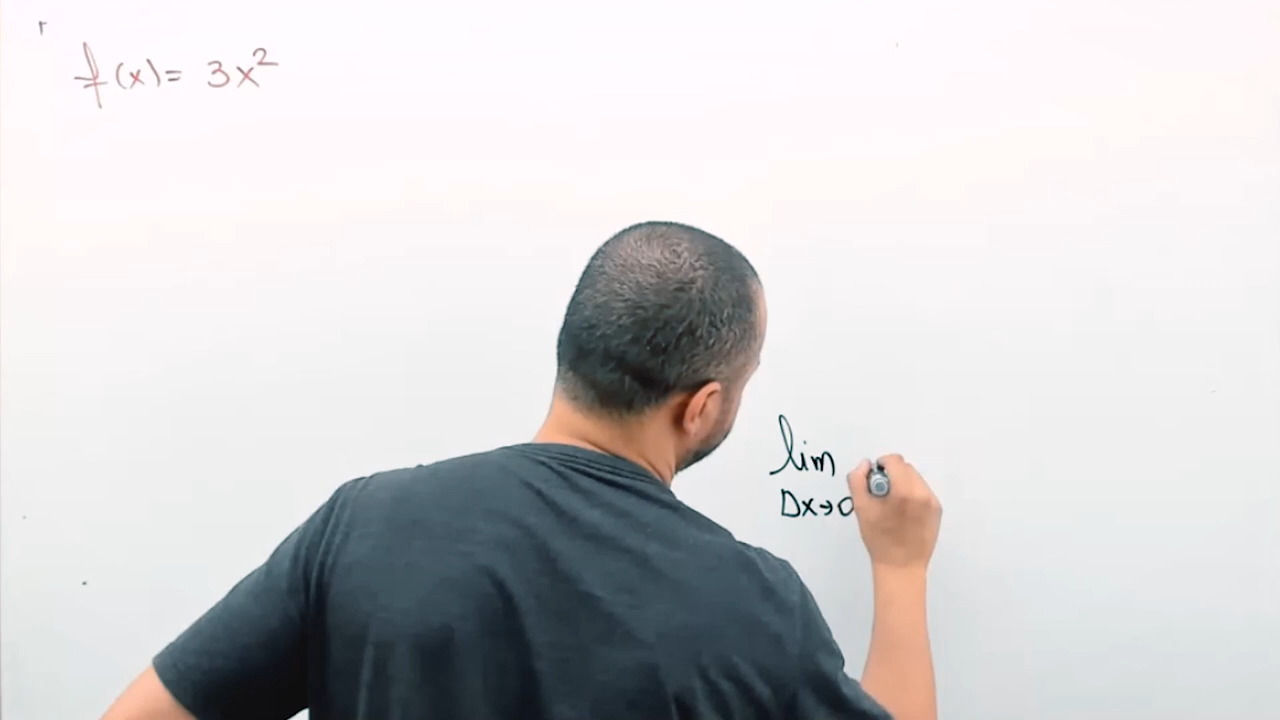 f(x) = 3x²
lim
Δx→0